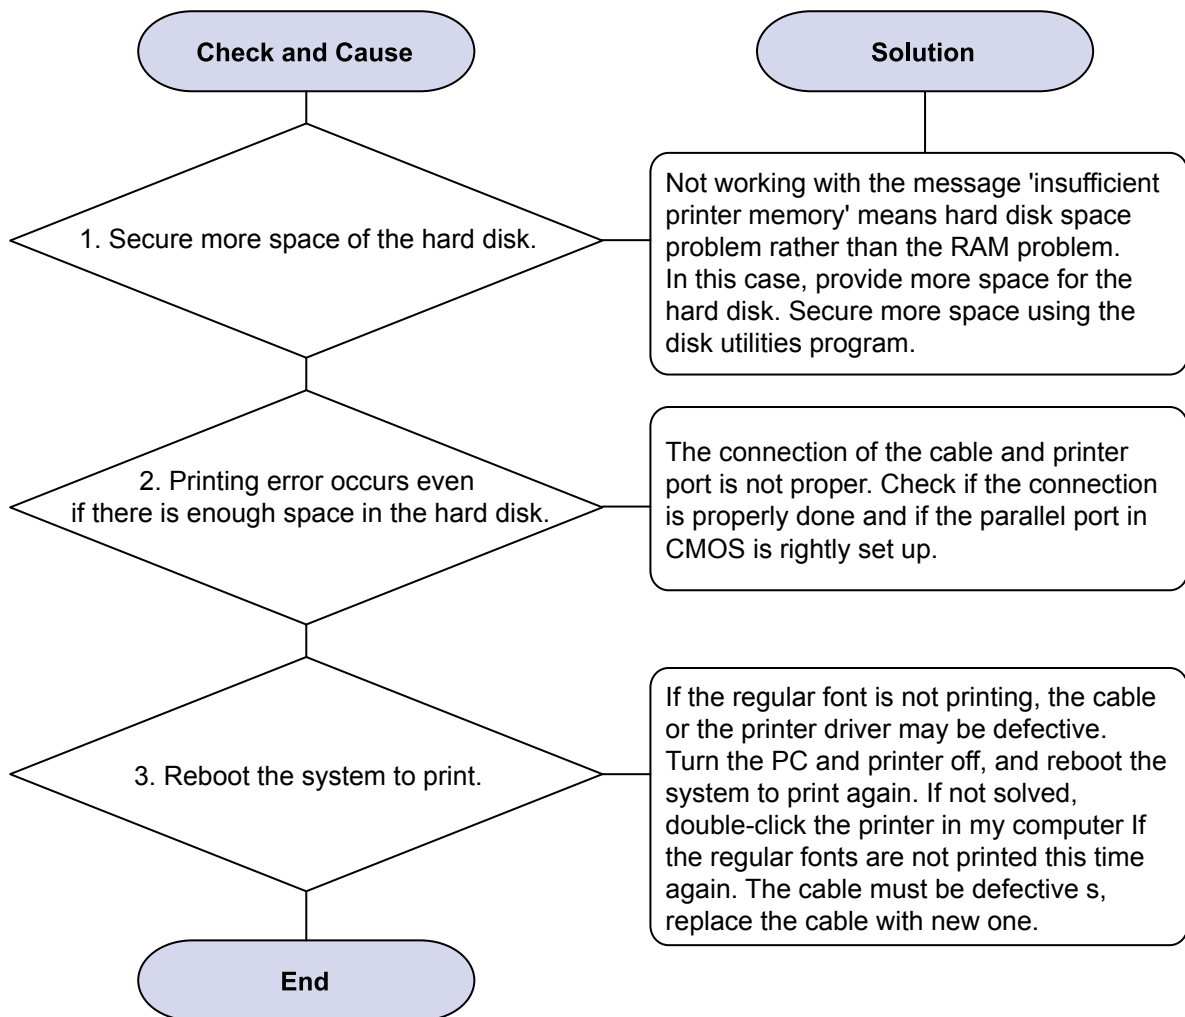 Check and Cause
Solution
1. Secure more space of the hard disk.
Not working with the message 'insufficient
printer memory' means hard disk space
problem rather than the RAM problem.
In this case, provide more space for the
hard disk. Secure more space using the
disk utilities program.
2. Printing error occurs even
if there is enough space in the hard disk.
The connection of the cable and printer
port is not proper. Check if the connection
is properly done and if the parallel port in
CMOS is rightly set up.
3. Reboot the system to print.
If the regular font is not printing, the cable
or the printer driver may be defective.
Turn the PC and printer off, and reboot the
system to print again. If not solved,
double-click the printer in my computer If
the regular fonts are not printed this time
again. The cable must be defective s,
replace the cable with new one.
End